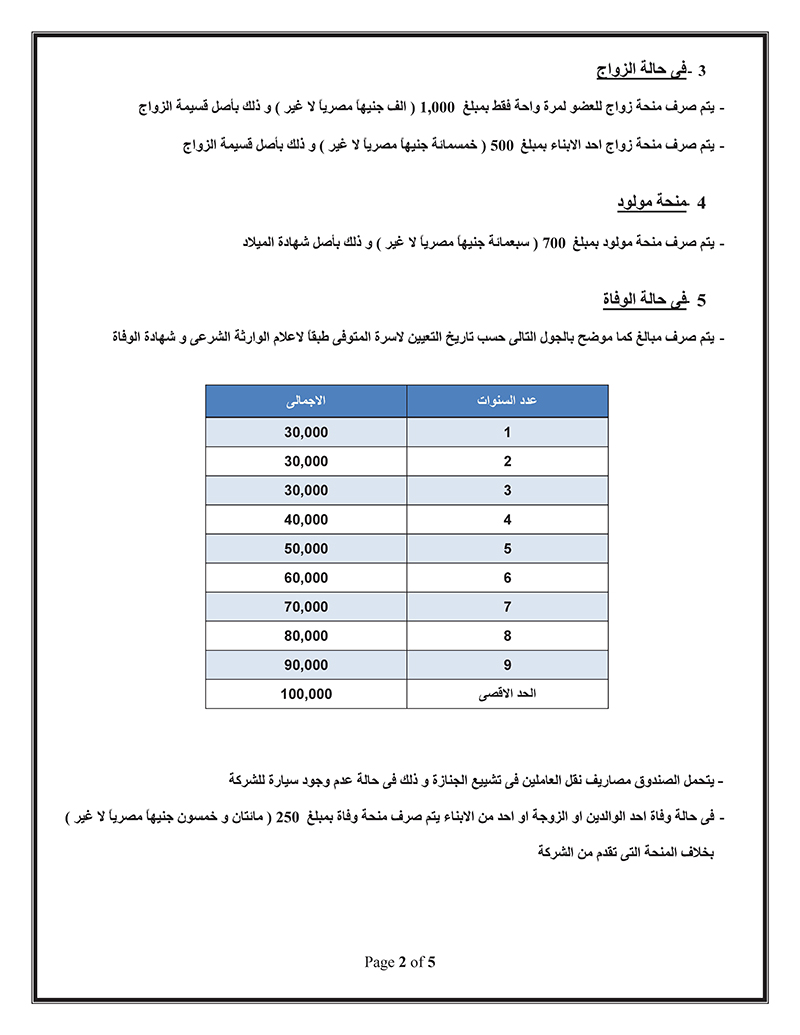 3 -فى حالة الزواج
- يتم صرف منحة زواج للعضو لمرة واحة فقط بمبلغ 1,000 ( الف جنيهاً مصرياً لا غير ) و ذلك بأصل قسيمة الزواج
- يتم صرف منحة زواج احد الابناء بمبلغ 500 ( خمسمائة جنيهاً مصرياً لا غير ) و ذلك بأصل قسيمة الزواج
4 -منحة مولود
- يتم صرف منحة مولود بمبلغ 700 ( سبعمائة جنيهاً مصرياً لا غير ) و ذلك بأصل شهادة الميلاد
5 -فى حالة الوفاة
- يتم صرف مبالغ كما موضح بالجول التالى حسب تاريخ التعيين لاسرة المتوفى طبقاً لاعلام الوارثة الشرعى و شهادة الوفاة
عدد السنوات الاجمالى
1 30,000
2 30,000
3 30,000
4 40,000
5 50,000
6 60,000
7 70,000
8 80,000
9 90,000
الحد الاقصى 100,000
- يتحمل الصندوق مصاريف نقل العاملين فى تشييع الجنازة و ذلك فى حالة عدم وجود سيارة للشركة
- فى حالة وفاة احد الوالدين او الزوجة او احد من الابناء يتم صرف منحة وفاة بمبلغ 250 ( مائتان و خمسون جنيهاً مصرياً لا غير )
بخلاف المنحة التى تقدم من الشركة
Page 2 of 5